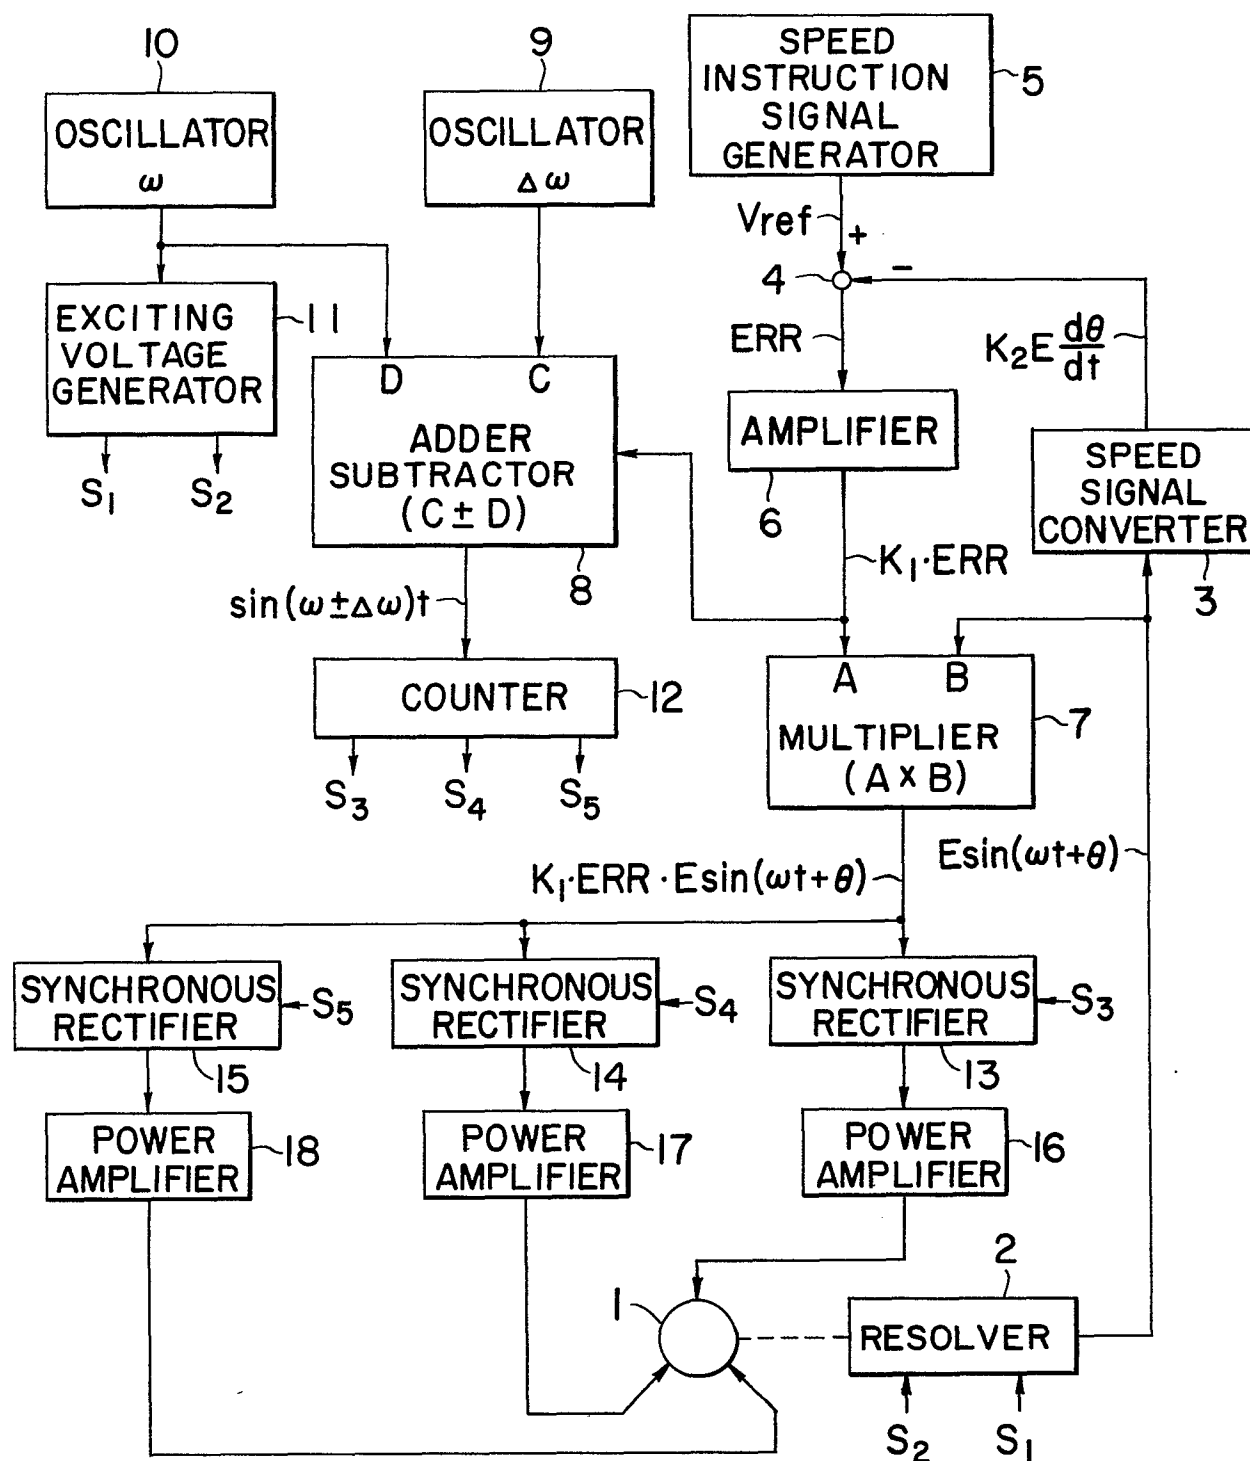 10
OSCILLATOR
ω
9
OSCILLATOR
Δω
SPEED
INSTRUCTION
SIGNAL
GENERATOR
5
Vref
+
4
−
EXCITING
VOLTAGE
GENERATOR
11
S1
S2
D
C
ADDER
SUBTRACTOR
(C±D)
8
ERR
AMPLIFIER
6
K1·ERR
K2E dθ/dt
SPEED
SIGNAL
CONVERTER
3
sin(ω±Δω)t
COUNTER
12
S3
S4
S5
A
B
MULTIPLIER
(A×B)
7
Esin(ωt+θ)
K1·ERR·Esin(ωt+θ)
SYNCHRONOUS
RECTIFIER
S5
15
SYNCHRONOUS
RECTIFIER
S4
14
SYNCHRONOUS
RECTIFIER
S3
13
POWER
AMPLIFIER
18
POWER
AMPLIFIER
17
POWER
AMPLIFIER
16
1
2
RESOLVER
S2
S1